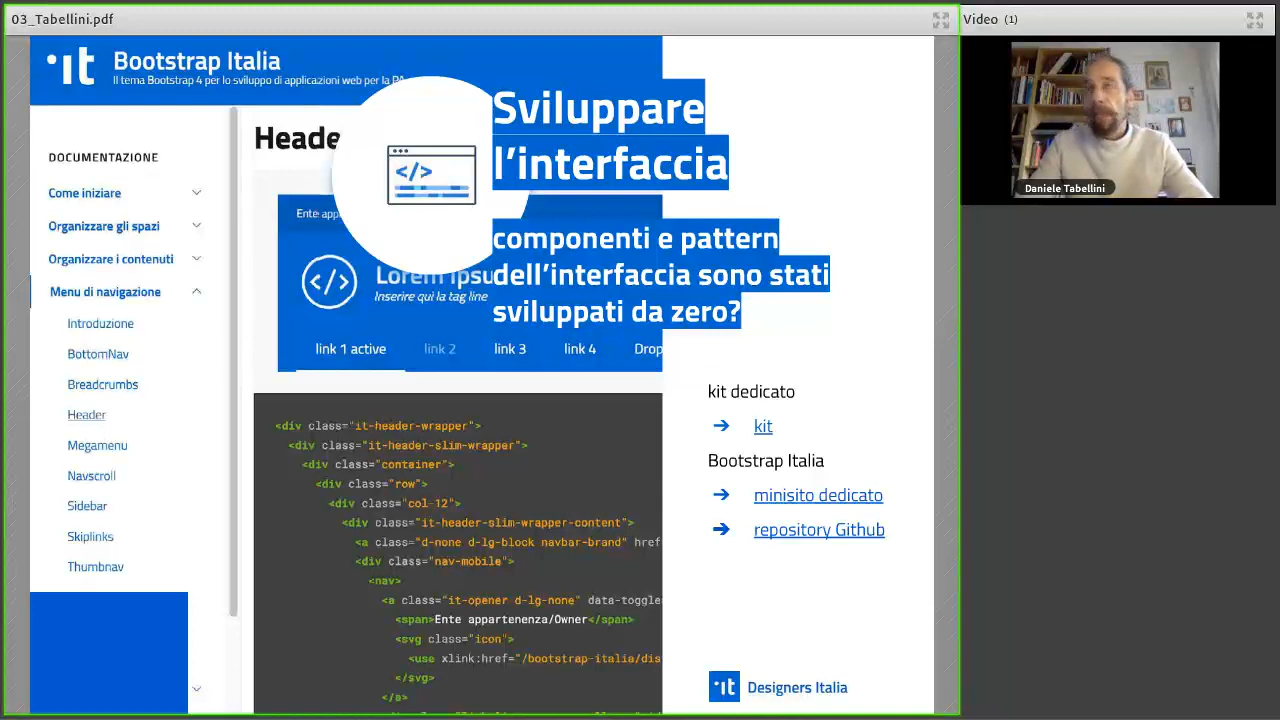 03_Tabellini.pdf
Video (1)
Bootstrap Italia
Il tema Bootstrap 4 per lo sviluppo di applicazioni web per la PA
DOCUMENTAZIONE
Come iniziare
Organizzare gli spazi
Organizzare i contenuti
Menu di navigazione
Introduzione
BottomNav
Breadcrumbs
Header
Megamenu
Navscroll
Sidebar
Skiplinks
Thumbnav
Heade
Ente app
Lorem ipsu
Inserire qui la tag line
link 1 active link 2 link 3 link 4 Drop
<div class="it-header-wrapper">
<div class="it-header-slim-wrapper">
<div class="container">
<div class="row">
<div class="col-12">
<div class="it-header-slim-wrapper-content">
<a class="d-none d-lg-block navbar-brand" href
<div class="nav-mobile">
<nav>
<a class="it-opener d-lg-none" data-toggle
<span>Ente appartenenza/Owner</span>
<svg class="icon">
<use xlink:href="/bootstrap-italia/dis
</svg>
</a>
Sviluppare
l’interfaccia
componenti e pattern
dell’interfaccia sono stati
sviluppati da zero?
kit dedicato
→ kit
Bootstrap Italia
→ minisito dedicato
→ repository Github
Designers Italia
Daniele Tabellini